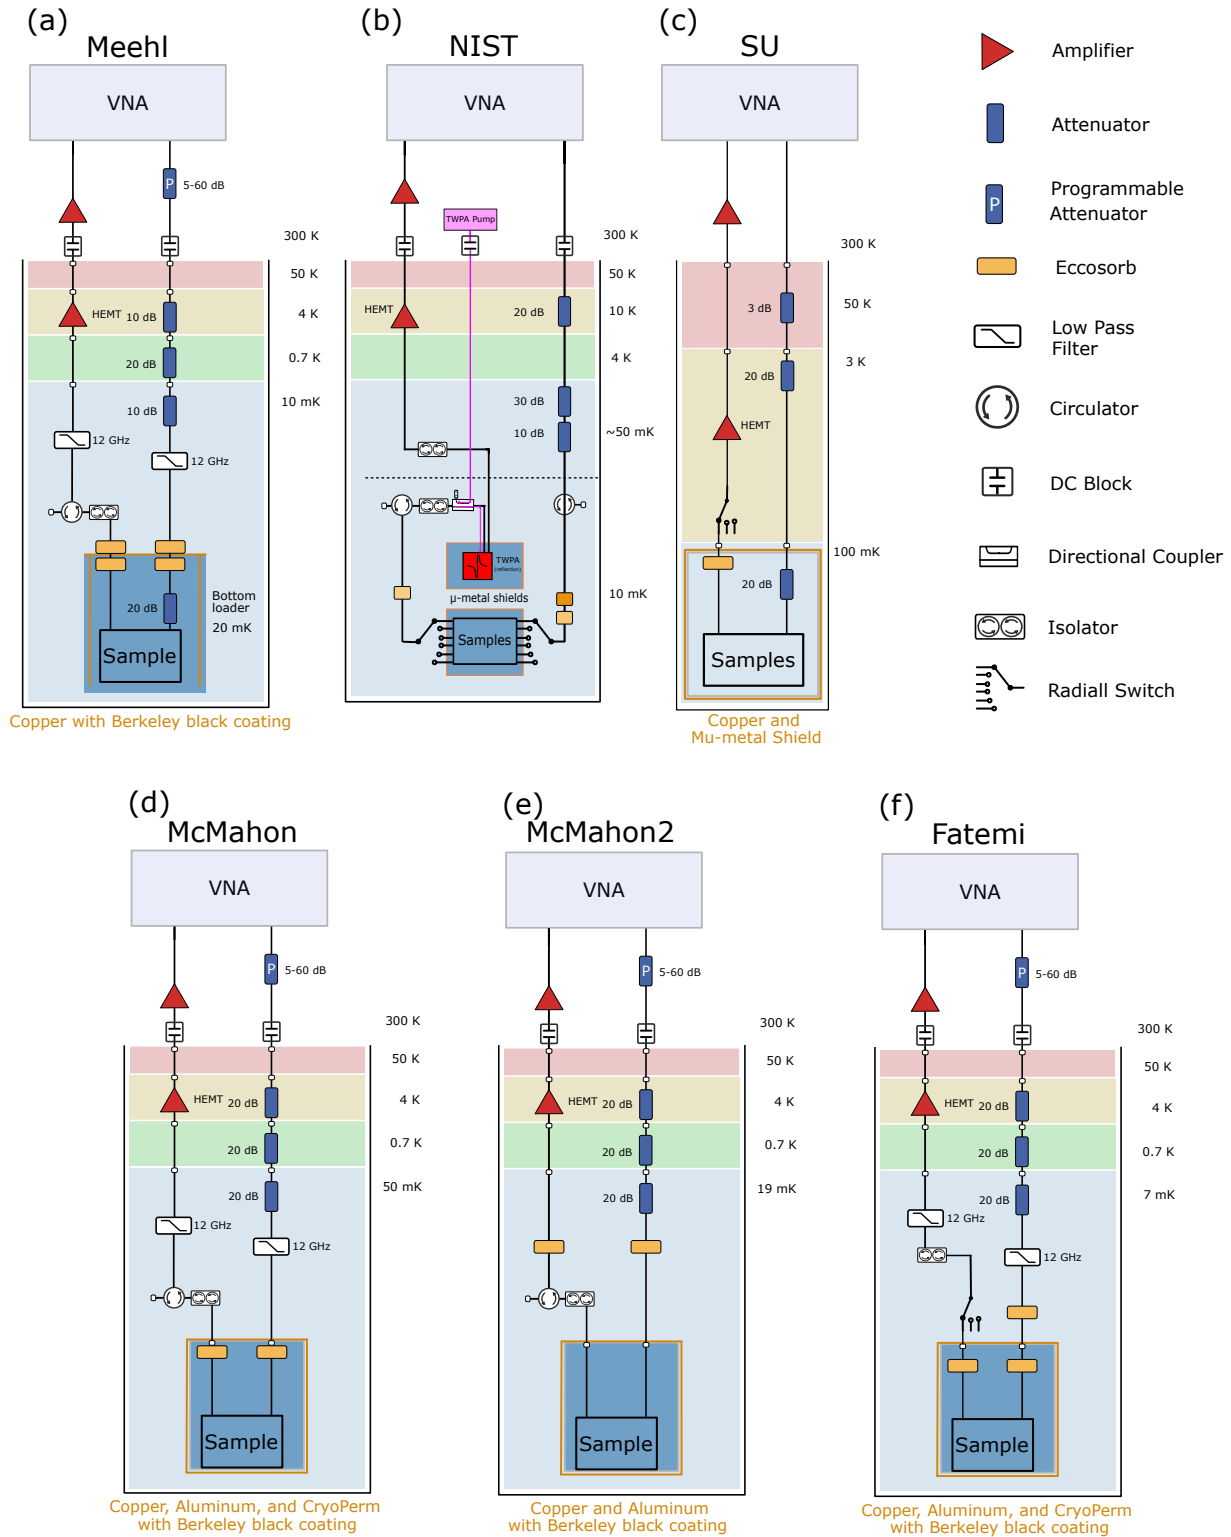 (a)
Meehl
VNA
P
5-60 dB
300 K
50 K
HEMT
10 dB
4 K
20 dB
0.7 K
10 dB
10 mK
12 GHz
12 GHz
20 dB
Bottom
loader
20 mK
Sample
Copper with Berkeley black coating
(b)
NIST
VNA
TWPA Pump
300 K
50 K
HEMT
20 dB
10 K
4 K
30 dB
10 dB
~50 mK
TWPA
(reflection)
μ-metal shields
10 mK
Samples
(c)
SU
VNA
300 K
3 dB
50 K
3 K
20 dB
HEMT
100 mK
20 dB
Samples
Copper and
Mu-metal Shield
Amplifier
Attenuator
P
Programmable
Attenuator
Eccosorb
Low Pass
Filter
Circulator
DC Block
Directional Coupler
Isolator
Radiall Switch
(d)
McMahon
VNA
P
5-60 dB
300 K
50 K
HEMT
20 dB
4 K
20 dB
0.7 K
20 dB
50 mK
12 GHz
12 GHz
Sample
Copper, Aluminum, and CryoPerm
with Berkeley black coating
(e)
McMahon2
VNA
P
5-60 dB
300 K
50 K
HEMT
20 dB
4 K
20 dB
0.7 K
20 dB
19 mK
Sample
Copper and Aluminum
with Berkeley black coating
(f)
Fatemi
VNA
P
5-60 dB
300 K
50 K
HEMT
20 dB
4 K
20 dB
0.7 K
20 dB
7 mK
12 GHz
12 GHz
Sample
Copper, Aluminum, and CryoPerm
with Berkeley black coating